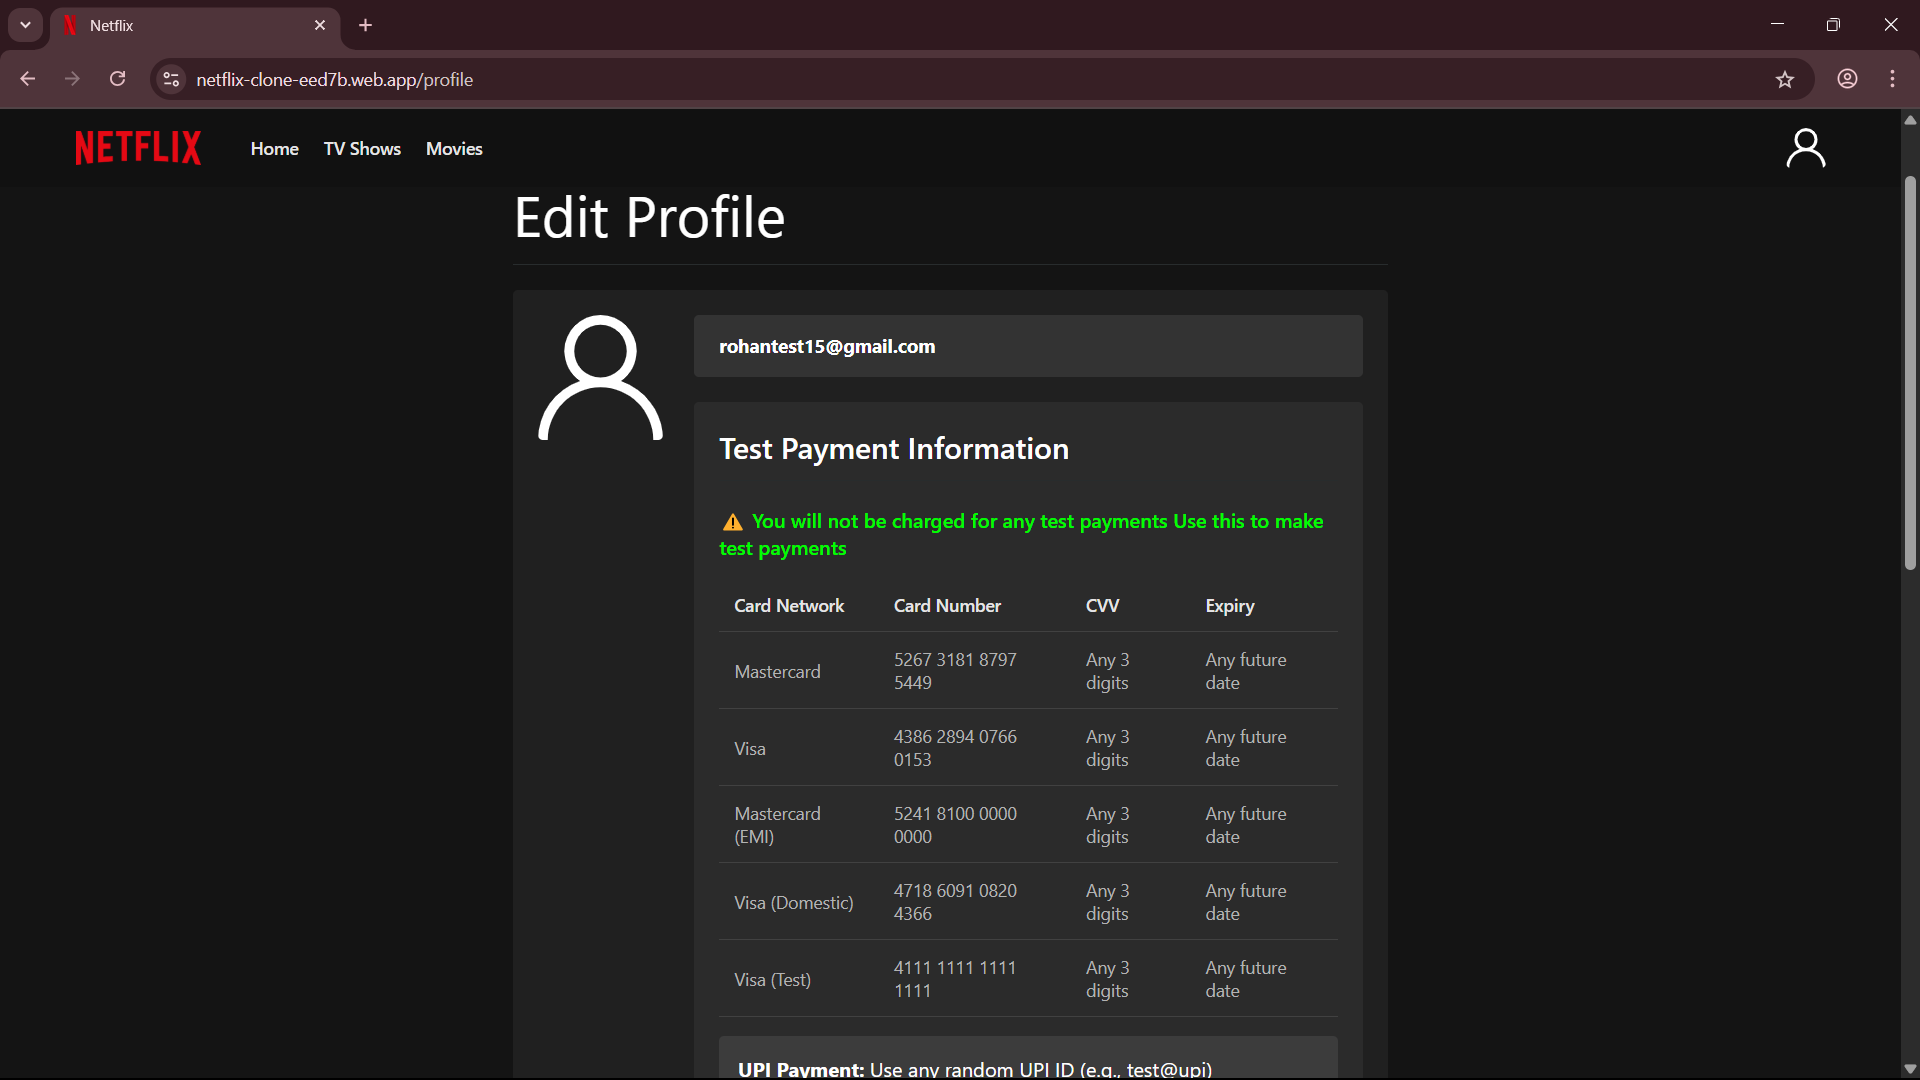 Netflix
netflix-clone-eed7b.web.app/profile
NETFLIX Home TV Shows Movies
Edit Profile
rohantest15@gmail.com
Test Payment Information
⚠️ You will not be charged for any test payments Use this to make
test payments
Card Network Card Number CVV Expiry
Mastercard 5267 3181 8797 5449 Any 3 digits Any future date
Visa 4386 2894 0766 0153 Any 3 digits Any future date
Mastercard (EMI) 5241 8100 0000 0000 Any 3 digits Any future date
Visa (Domestic) 4718 6091 0820 4366 Any 3 digits Any future date
Visa (Test) 4111 1111 1111 1111 Any 3 digits Any future date
UPI Payment: Use any random UPI ID (e.g., test@upi)